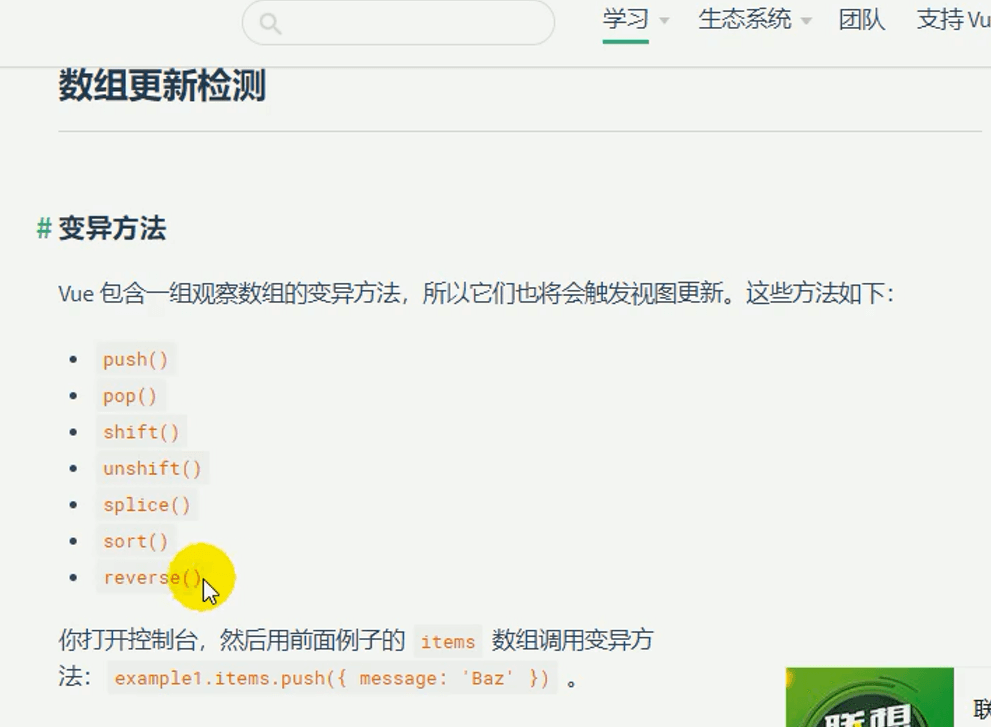 学习 生态系统 团队 支持 Vu
数组更新检测
# 变异方法
Vue 包含一组观察数组的变异方法，所以它们也将会触发视图更新。这些方法如下：
push()
pop()
shift()
unshift()
splice()
sort()
reverse()
你打开控制台，然后用前面例子的 items 数组调用变异方
法： example1.items.push({ message: 'Baz' }) 。
联想 联